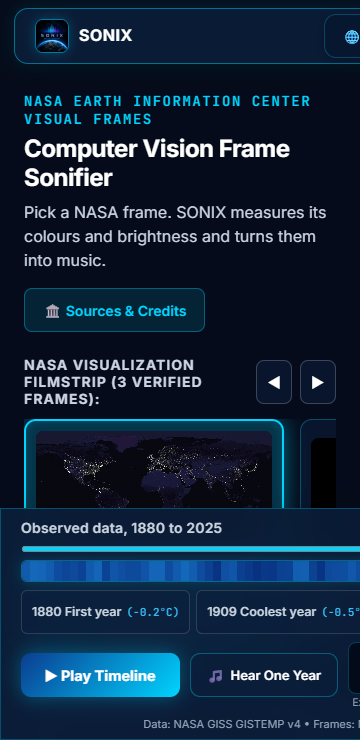 SONIX
NASA EARTH INFORMATION CENTER
VISUAL FRAMES
Computer Vision Frame
Sonifier
Pick a NASA frame. SONIX measures its
colours and brightness and turns them
into music.
🏛 Sources & Credits
NASA VISUALIZATION
FILMSTRIP (3 VERIFIED
FRAMES):
◀ ▶
Observed data, 1880 to 2025
1880 First year (-0.2°C) 1909 Coolest year (-0.5°
▶ Play Timeline 🎵 Hear One Year
Data: NASA GISS GISTEMP v4 • Frames: